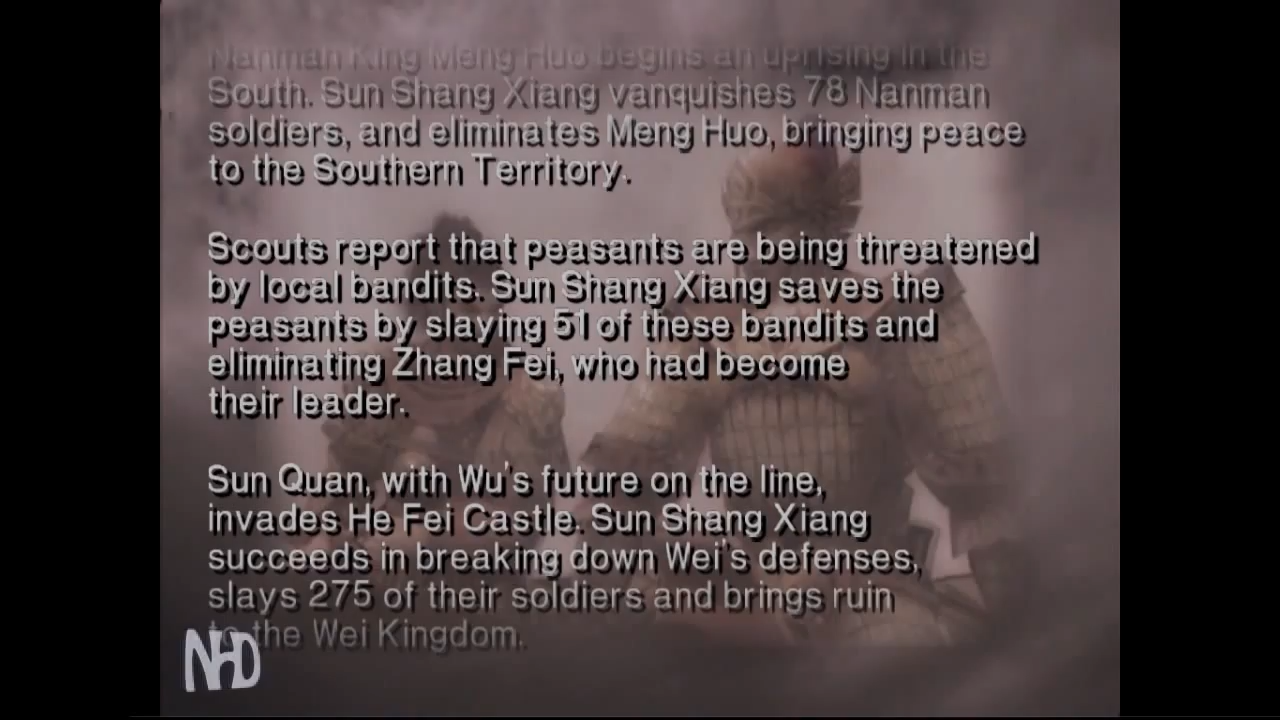 Nanman King Meng Huo begins an uprising in the
South. Sun Shang Xiang vanquishes 78 Nanman
soldiers, and eliminates Meng Huo, bringing peace
to the Southern Territory.
Scouts report that peasants are being threatened
by local bandits. Sun Shang Xiang saves the
peasants by slaying 51 of these bandits and
eliminating Zhang Fei, who had become
their leader.
Sun Quan, with Wu's future on the line,
invades He Fei Castle. Sun Shang Xiang
succeeds in breaking down Wei's defenses,
slays 275 of their soldiers and brings ruin
to the Wei Kingdom.
NHD